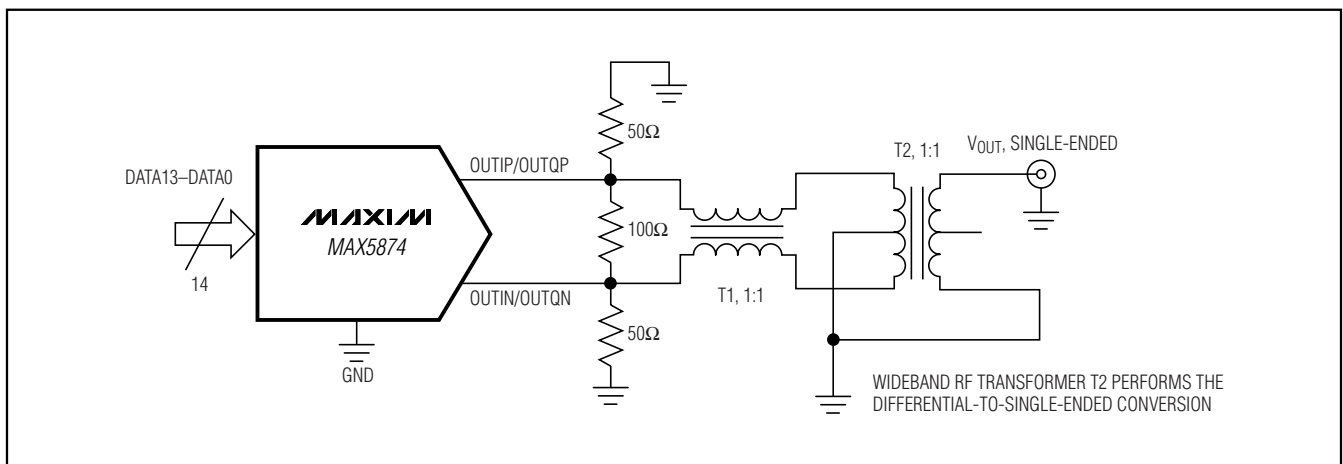 50Ω
V_OUT, SINGLE-ENDED
T2, 1:1
OUTIP/OUTQP
DATA13–DATA0
MAXIM
MAX5874
100Ω
14
OUTIN/OUTQN
T1, 1:1
50Ω
GND
WIDEBAND RF TRANSFORMER T2 PERFORMS THE
DIFFERENTIAL-TO-SINGLE-ENDED CONVERSION